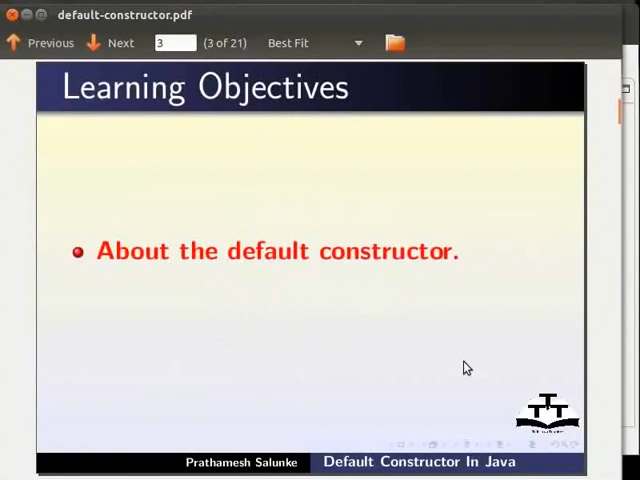 default-constructor.pdf
Previous Next 3 (3 of 21) Best Fit
Learning Objectives
About the default constructor.
Prathamesh Salunke Default Constructor In Java